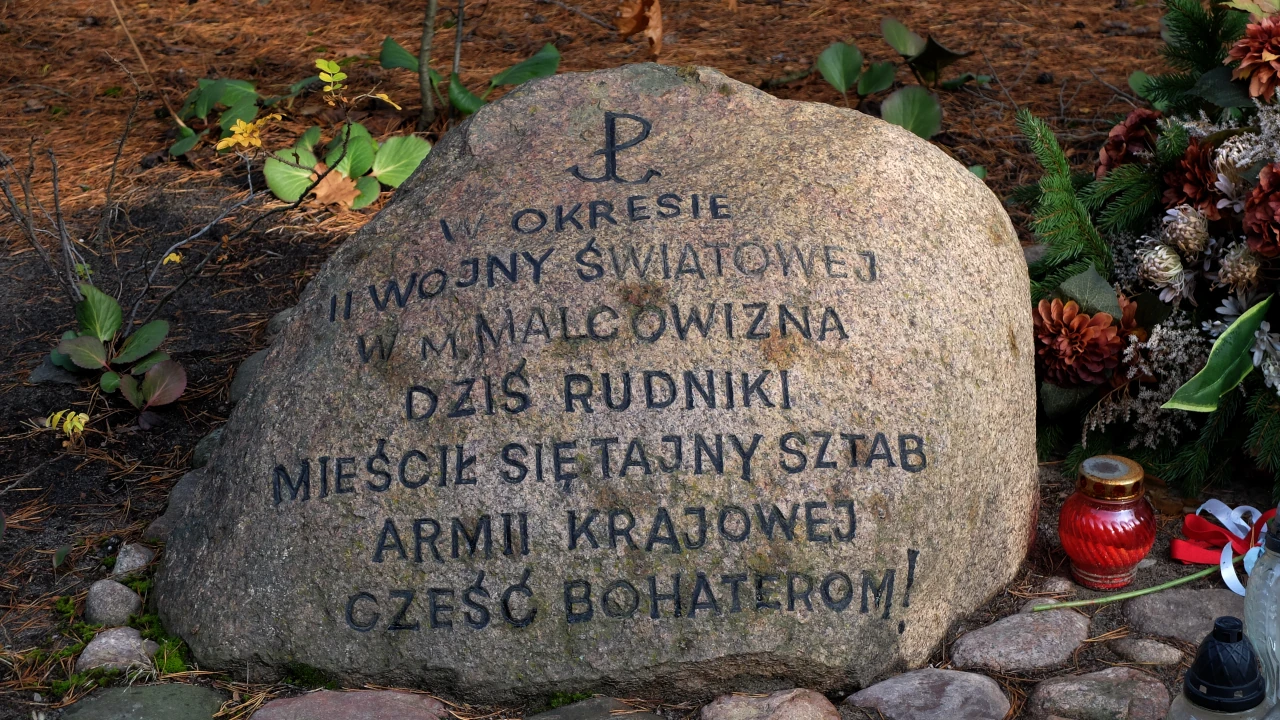 W OKRESIE
II WOJNY ŚWIATOWEJ
W M. MALCOWIZNA
DZIŚ RUDNIKI
MIEŚCIŁ SIĘ TAJNY SZTAB
ARMII KRAJOWEJ
CZEŚĆ BOHATEROM!